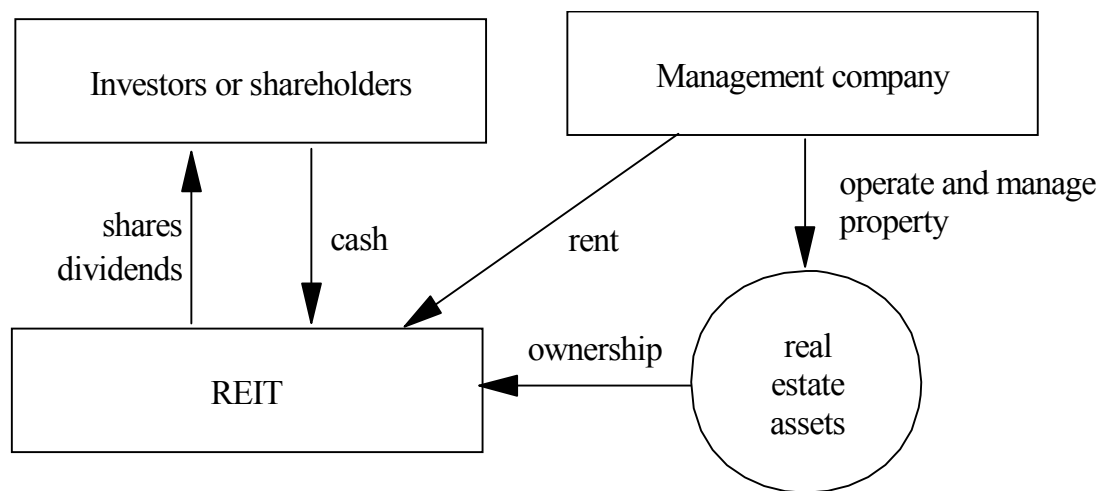 Investors or shareholders
Management company
shares
dividends
cash
rent
operate and manage
property
ownership
REIT
real
estate
assets